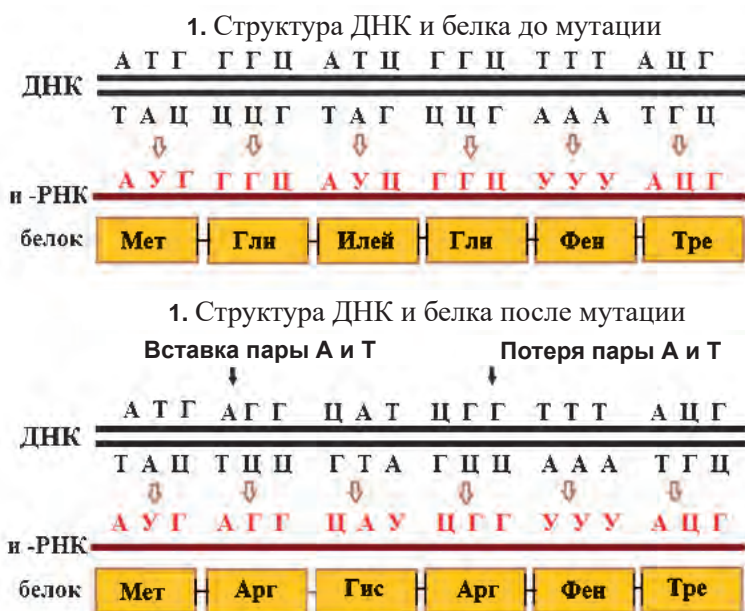 1. Структура ДНК и белка до мутации
А Т Г Г Г Ц А Т Ц Г Г Ц Т Т Т А Ц Г
ДНК
Т А Ц Ц Ц Г Т А Г Ц Ц Г А А А Т Г Ц
А У Г Г Г Ц А У Ц Г Г Ц У У У А Ц Г
и -РНК
белок Мет Гли Илей Гли Фен Тре
1. Структура ДНК и белка после мутации
Вставка пары А и Т Потеря пары А и Т
А Т Г А Г Г Ц А Т Ц Г Г Т Т Т А Ц Г
ДНК
Т А Ц Т Ц Ц Г Т А Г Ц Ц А А А Т Г Ц
А У Г А Г Г Ц А У Ц Г Г У У У А Ц Г
и -РНК
белок Мет Арг Гис Арг Фен Тре